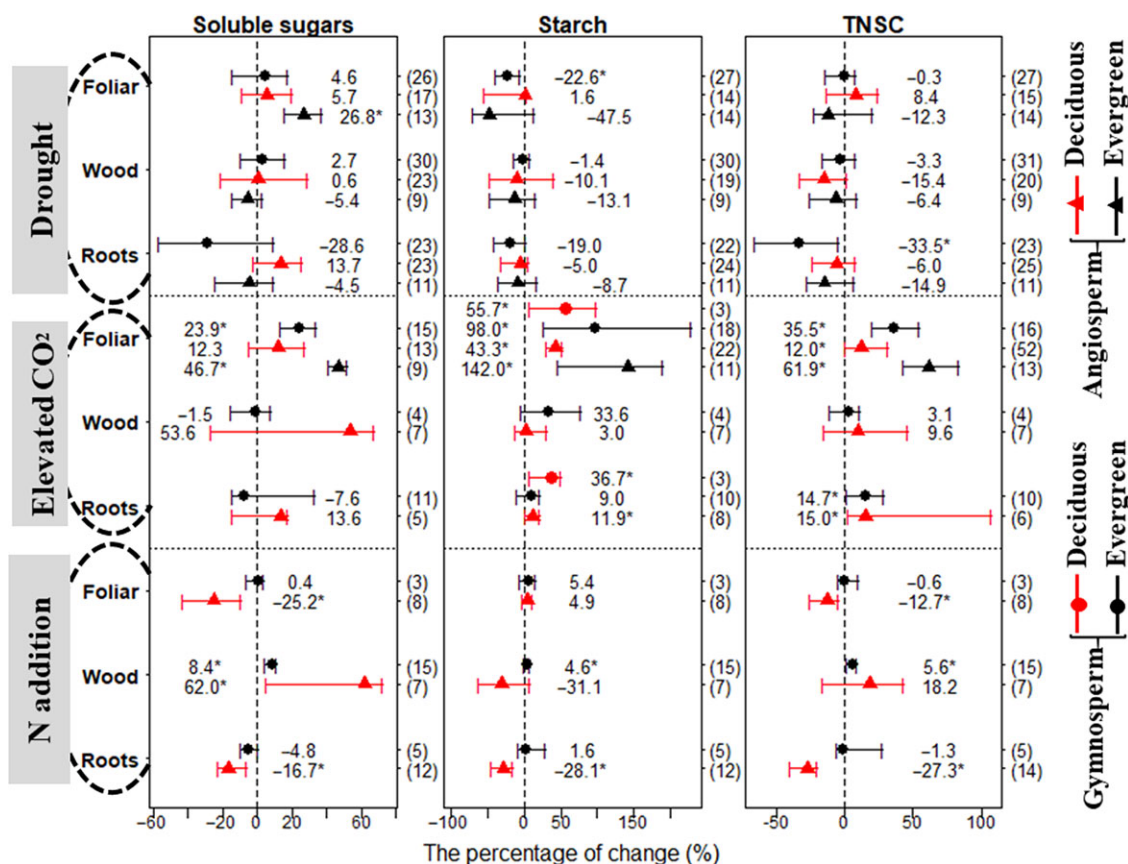 Soluble sugars Starch TNSC
Drought
Foliar
4.6 (26) −22.6* (27) −0.3 (27)
5.7 (17) 1.6 (14) 8.4 (15)
26.8* (13) −47.5 (14) −12.3 (14)
Wood
2.7 (30) −1.4 (30) −3.3 (31)
0.6 (23) −10.1 (19) −15.4 (20)
−5.4 (9) −13.1 (9) −6.4 (9)
Roots
−28.6 (23) −19.0 (22) −33.5* (23)
13.7 (23) −5.0 (24) −6.0 (25)
−4.5 (11) −8.7 (11) −14.9 (11)
Elevated CO²
Foliar
55.7* (3)
23.9* (15) 98.0* (18) 35.5* (16)
12.3 (13) 43.3* (22) 12.0* (52)
46.7* (9) 142.0* (11) 61.9* (13)
Wood
−1.5 (4) 33.6 (4) 3.1 (4)
53.6 (7) 3.0 (7) 9.6 (7)
Roots
36.7* (3)
−7.6 (11) 9.0 (10) 14.7* (10)
13.6 (5) 11.9* (8) 15.0* (6)
N addition
Foliar
0.4 (3) 5.4 (3) −0.6 (3)
−25.2* (8) 4.9 (8) −12.7* (8)
Wood
8.4* (15) 4.6* (15) 5.6* (15)
62.0* (7) −31.1 (7) 18.2 (7)
Roots
−4.8 (5) 1.6 (5) −1.3 (5)
−16.7* (12) −28.1* (12) −27.3* (14)
−60 0 20 60 −100 0 50 150 −50 0 50 100
The percentage of change (%)
Deciduous
Evergreen
Angiosperm
Deciduous
Evergreen
Gymnosperm